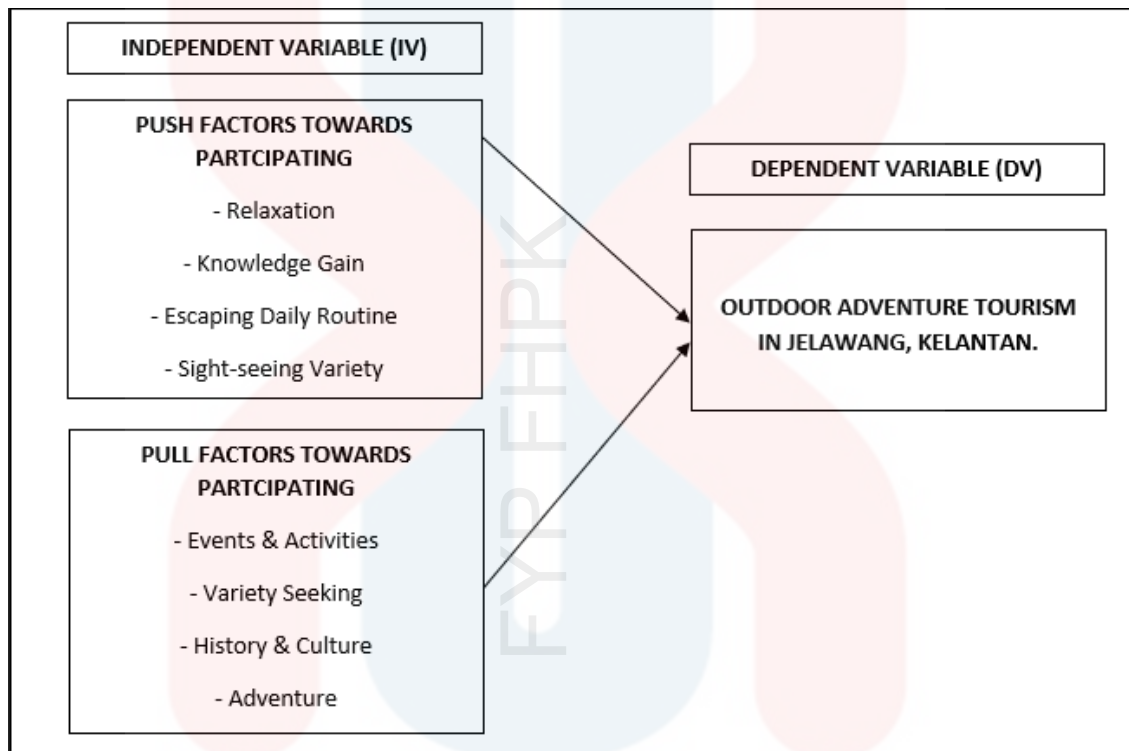 INDEPENDENT VARIABLE (IV)
PUSH FACTORS TOWARDS
PARTCIPATING
- Relaxation
- Knowledge Gain
- Escaping Daily Routine
- Sight-seeing Variety
PULL FACTORS TOWARDS
PARTCIPATING
- Events & Activities
- Variety Seeking
- History & Culture
- Adventure
DEPENDENT VARIABLE (DV)
OUTDOOR ADVENTURE TOURISM
IN JELAWANG, KELANTAN.
FYP FHPK